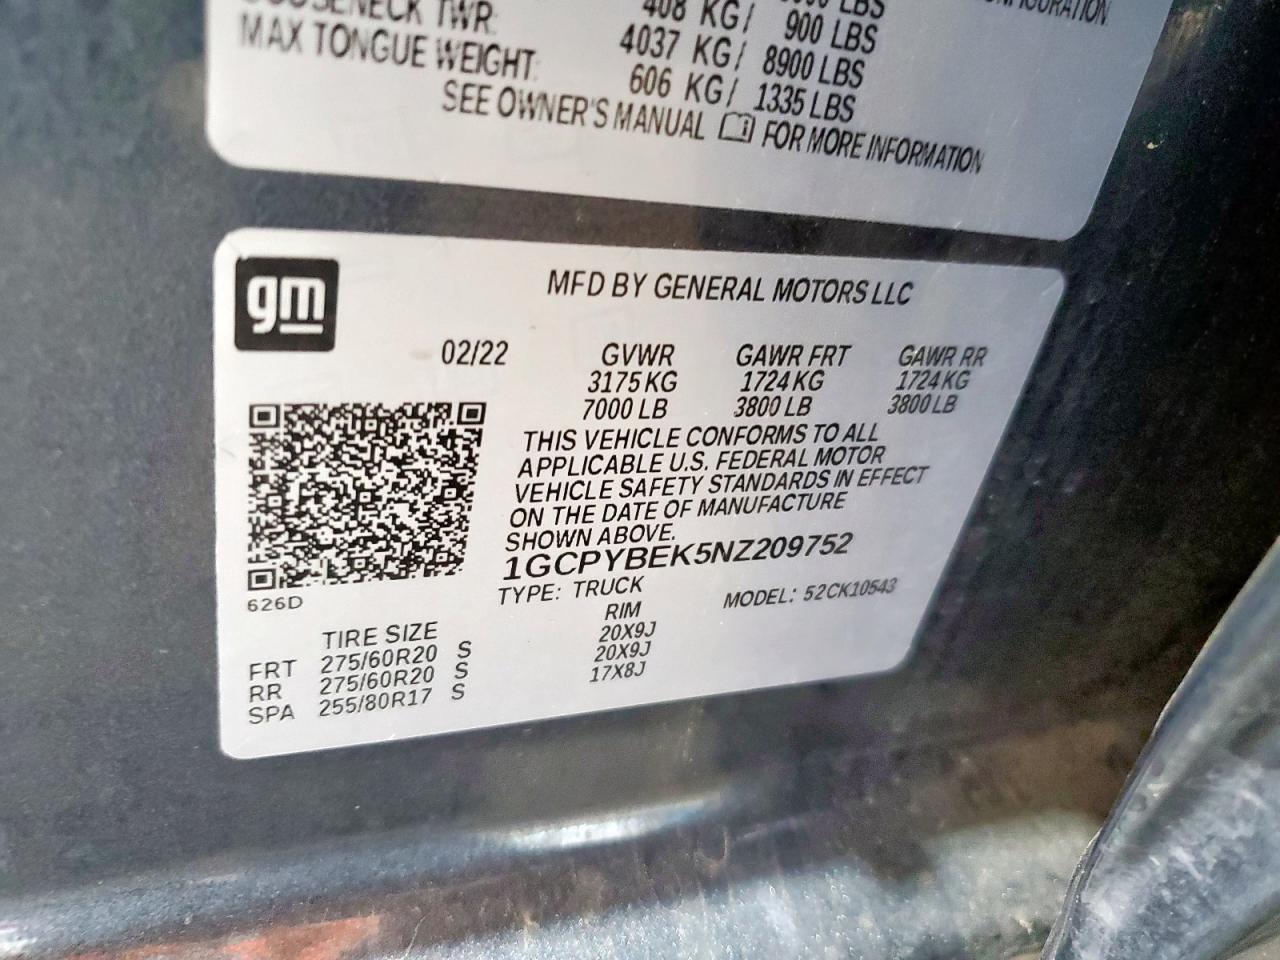 LBS
CONFIGURATION.
GOOSENECK TWR: 408 KG/ 900 LBS
4037 KG/ 8900 LBS
MAX TONGUE WEIGHT: 606 KG/ 1335 LBS
SEE OWNER'S MANUAL FOR MORE INFORMATION
gm
MFD BY GENERAL MOTORS LLC
02/22 GVWR GAWR FRT GAWR RR
3175 KG 1724 KG 1724 KG
7000 LB 3800 LB 3800 LB
THIS VEHICLE CONFORMS TO ALL
APPLICABLE U.S. FEDERAL MOTOR
VEHICLE SAFETY STANDARDS IN EFFECT
ON THE DATE OF MANUFACTURE
SHOWN ABOVE.
1GCPYBEK5NZ209752
626D
TYPE: TRUCK MODEL: 52CK10543
TIRE SIZE RIM
FRT 275/60R20 S 20X9J
RR 275/60R20 S 20X9J
SPA 255/80R17 S 17X8J